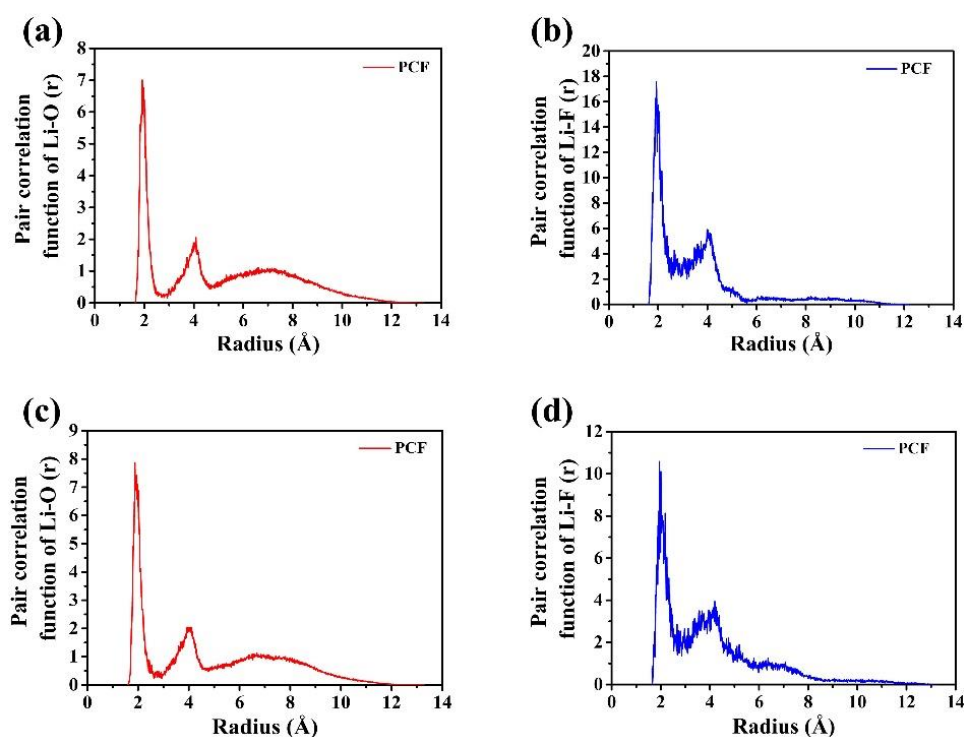 (a)
Pair correlation
function of Li-O (r)
8
7
6
5
4
3
2
1
0
PCF
0 2 4 6 8 10 12 14
Radius (Å)
(b)
Pair correlation
function of Li-F (r)
20
18
16
14
12
10
8
6
4
2
0
PCF
0 2 4 6 8 10 12 14
Radius (Å)
(c)
Pair correlation
function of Li-O (r)
9
8
7
6
5
4
3
2
1
0
PCF
0 2 4 6 8 10 12 14
Radius (Å)
(d)
Pair correlation
function of Li-F (r)
12
10
8
6
4
2
0
PCF
0 2 4 6 8 10 12 14
Radius (Å)